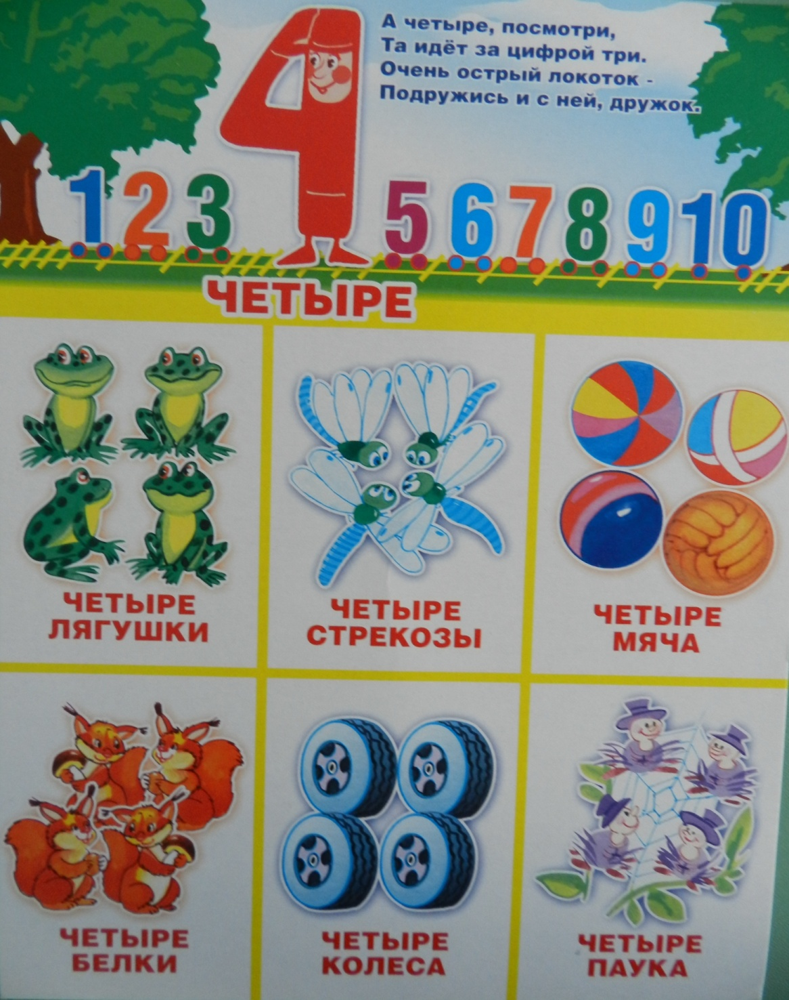 А четыре, посмотри,
Та идёт за цифрой три.
Очень острый локоток -
Подружись и с ней, дружок.
1 2 3 4 5 6 7 8 9 10
ЧЕТЫРЕ
ЧЕТЫРЕ
ЛЯГУШКИ
ЧЕТЫРЕ
СТРЕКОЗЫ
ЧЕТЫРЕ
МЯЧА
ЧЕТЫРЕ
БЕЛКИ
ЧЕТЫРЕ
КОЛЕСА
ЧЕТЫРЕ
ПАУКА